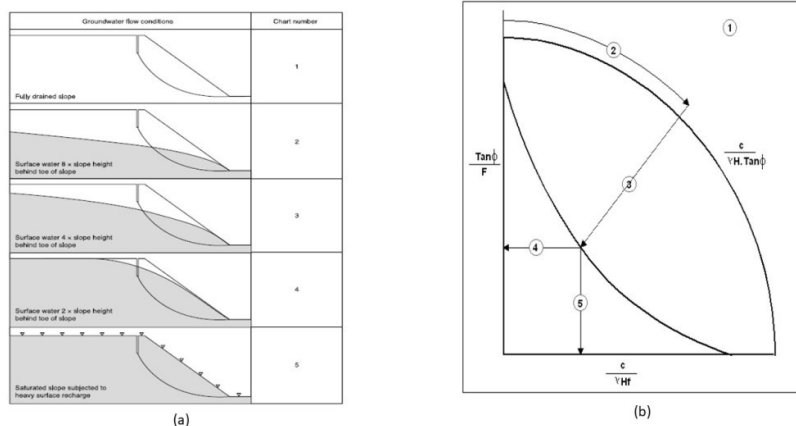 Groundwater flow conditions
Chart number
Fully drained slope
1
Surface water 8 × slope height
behind toe of slope
2
Surface water 4 × slope height
behind toe of slope
3
Surface water 2 × slope height
behind toe of slope
4
Saturated slope subjected to
heavy surface recharge
5
(a)
1
2
c
γH.Tanϕ
Tanϕ
F
3
4
5
c
γHf
(b)